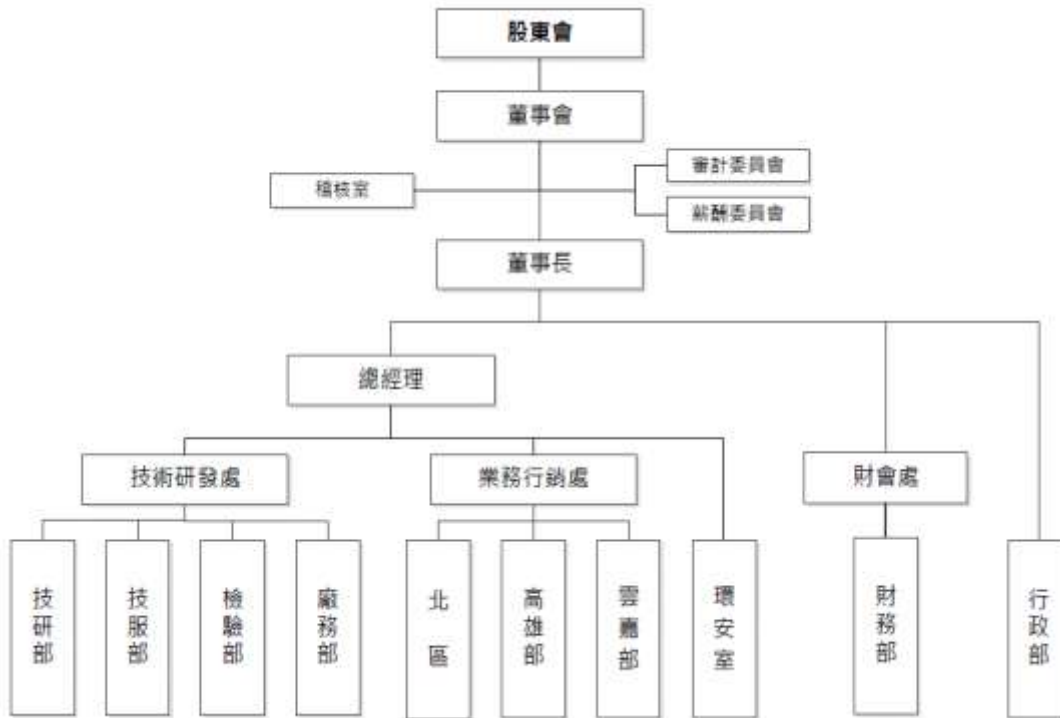 股東會
董事會
稽核室
審計委員會
薪酬委員會
董事長
總經理
技術研發處
業務行銷處
財會處
技研部
技服部
檢驗部
廠務部
北區
高雄部
雲嘉部
環安室
財務部
行政部